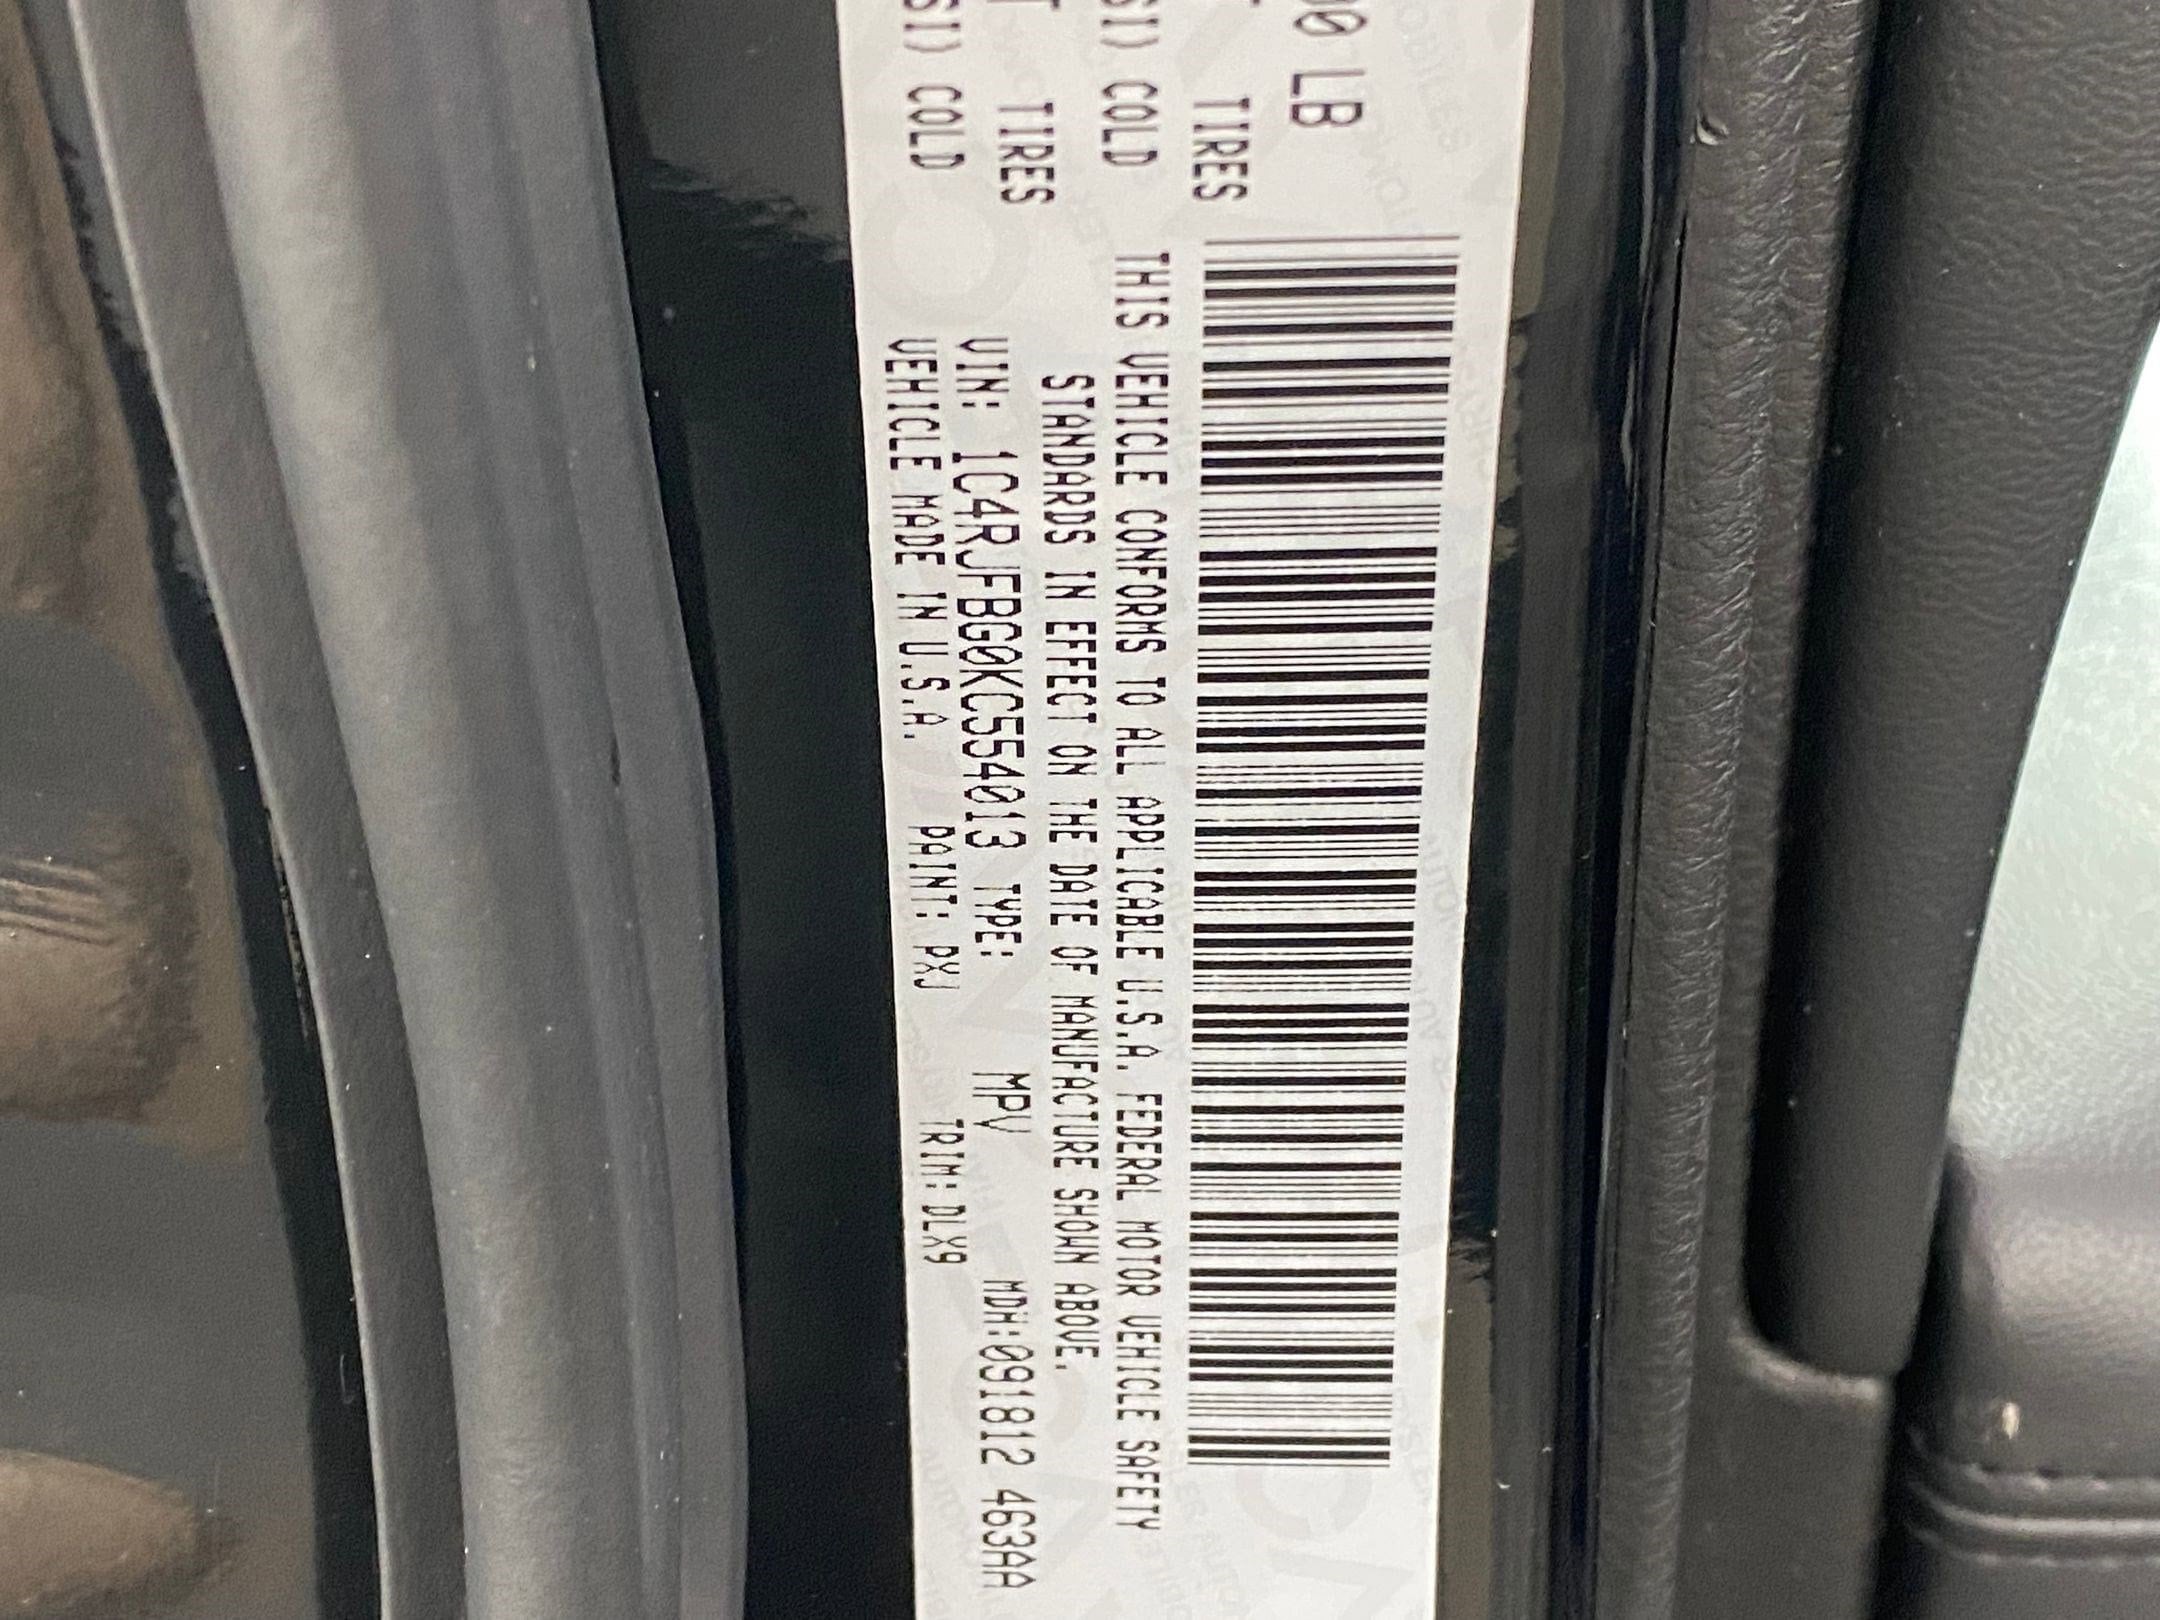 00 LB
TIRES
SI) COLD
T TIRES
SI) COLD
THIS VEHICLE CONFORMS TO ALL APPLICABLE U.S.A. FEDERAL MOTOR VEHICLE SAFETY
STANDARDS IN EFFECT ON THE DATE OF MANUFACTURE SHOWN ABOVE.
VIN: 1C4RJFBG0KC554013 TYPE: MPV MDH:091812 463AA
VEHICLE MADE IN U.S.A. PAINT: PXJ TRIM: DLX9